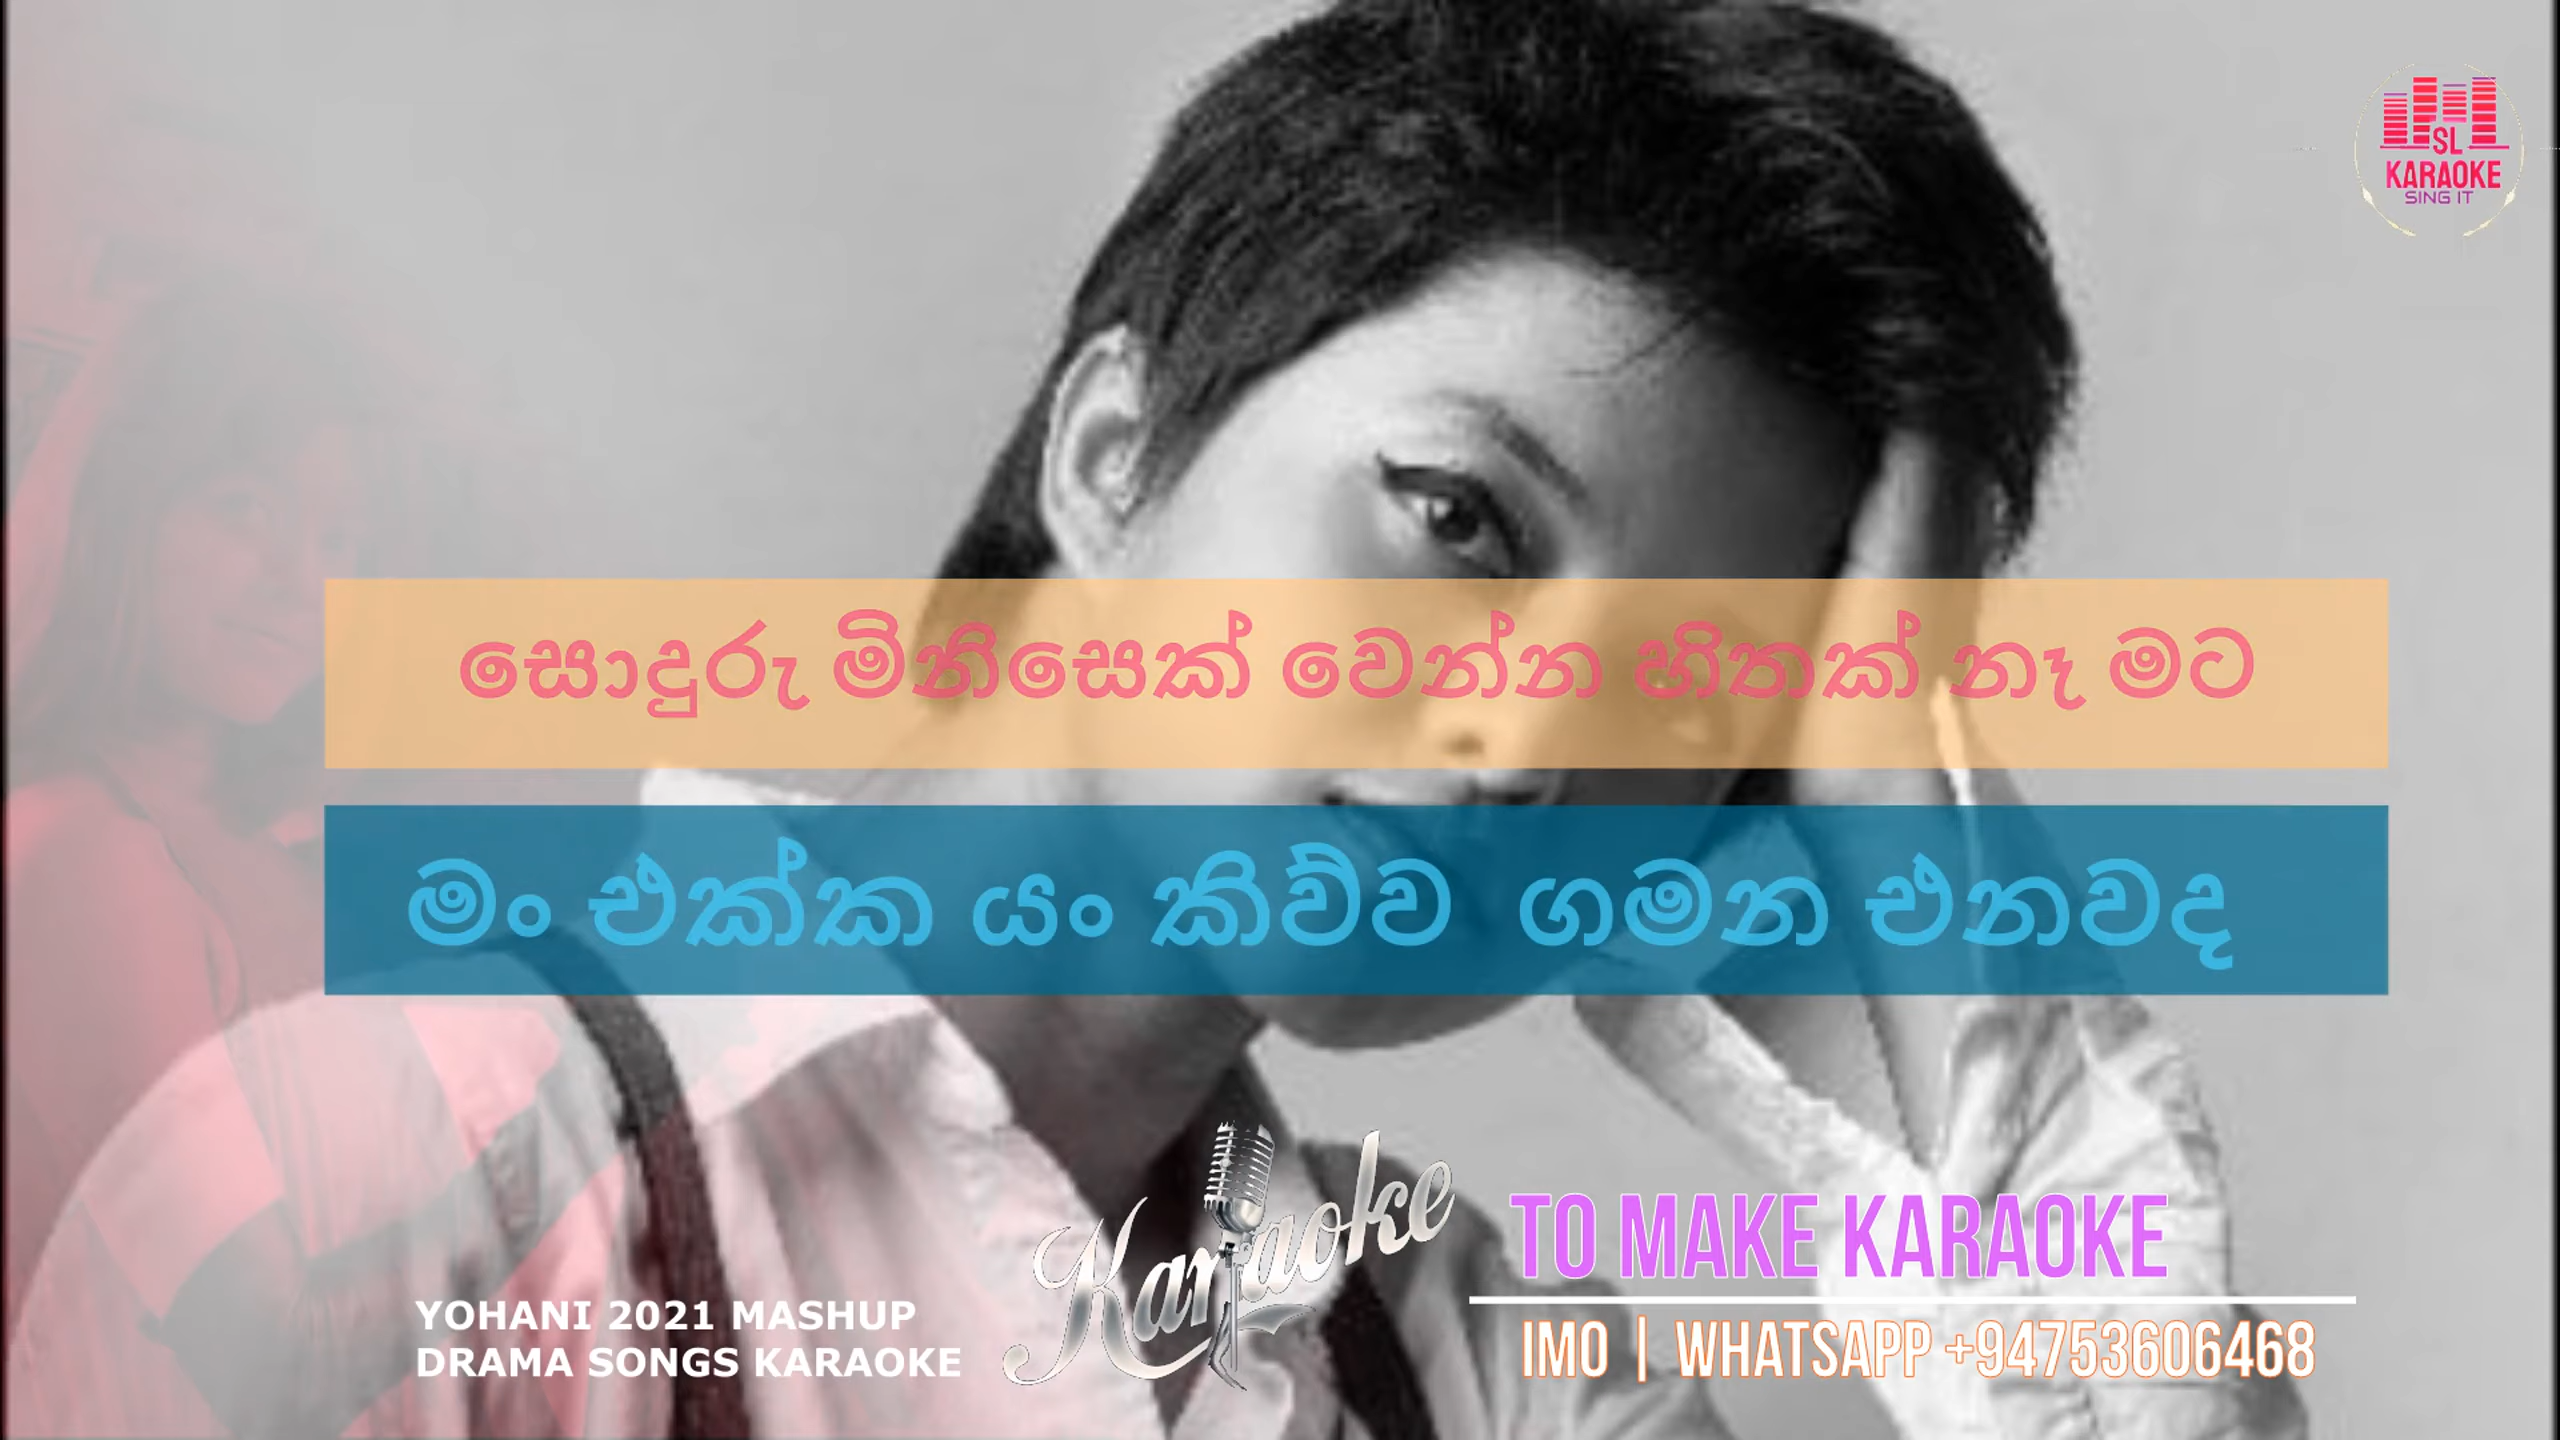 SL
KARAOKE
SING IT
සොදුරු මිනිසෙක් වෙන්න හිතක් නෑ මට
මං එක්ක යං කිව්ව ගමන එනවද
Karaoke
TO MAKE KARAOKE
YOHANI 2021 MASHUP
DRAMA SONGS KARAOKE
IMO | WHATSAPP +94753606468